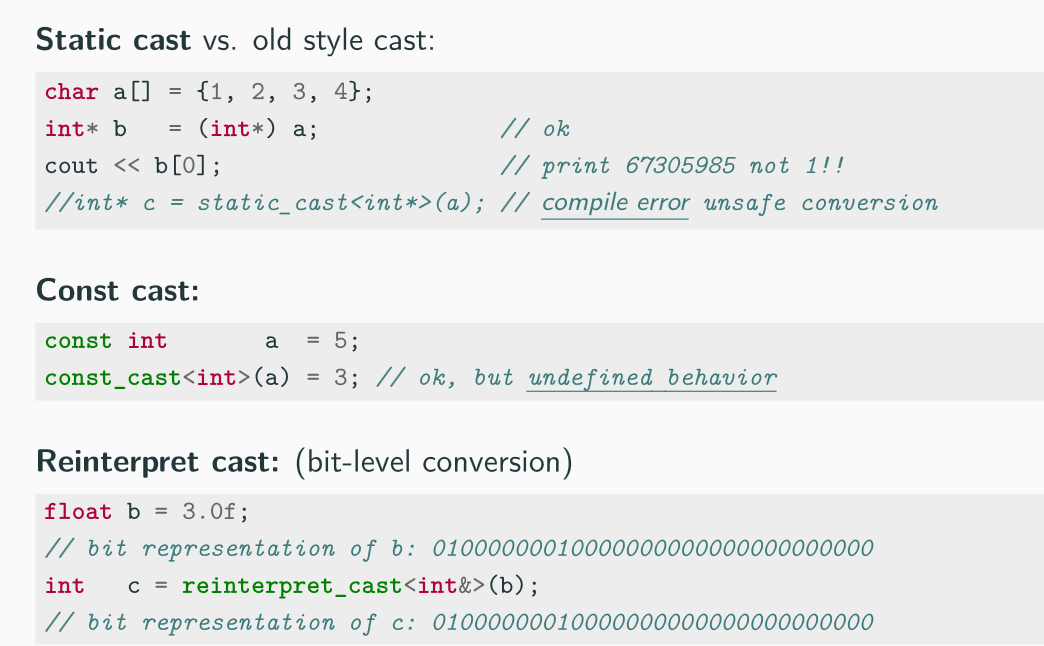 Static cast vs. old style cast:
char a[] = {1, 2, 3, 4};
int* b   = (int*) a;           // ok
cout << b[0];                  // print 67305985 not 1!!
//int* c = static_cast<int*>(a); // compile error unsafe conversion
Const cast:
const int       a  = 5;
const_cast<int>(a) = 3; // ok, but undefined behavior
Reinterpret cast: (bit-level conversion)
float b = 3.0f;
// bit representation of b: 01000000010000000000000000000000
int   c = reinterpret_cast<int&>(b);
// bit representation of c: 01000000010000000000000000000000